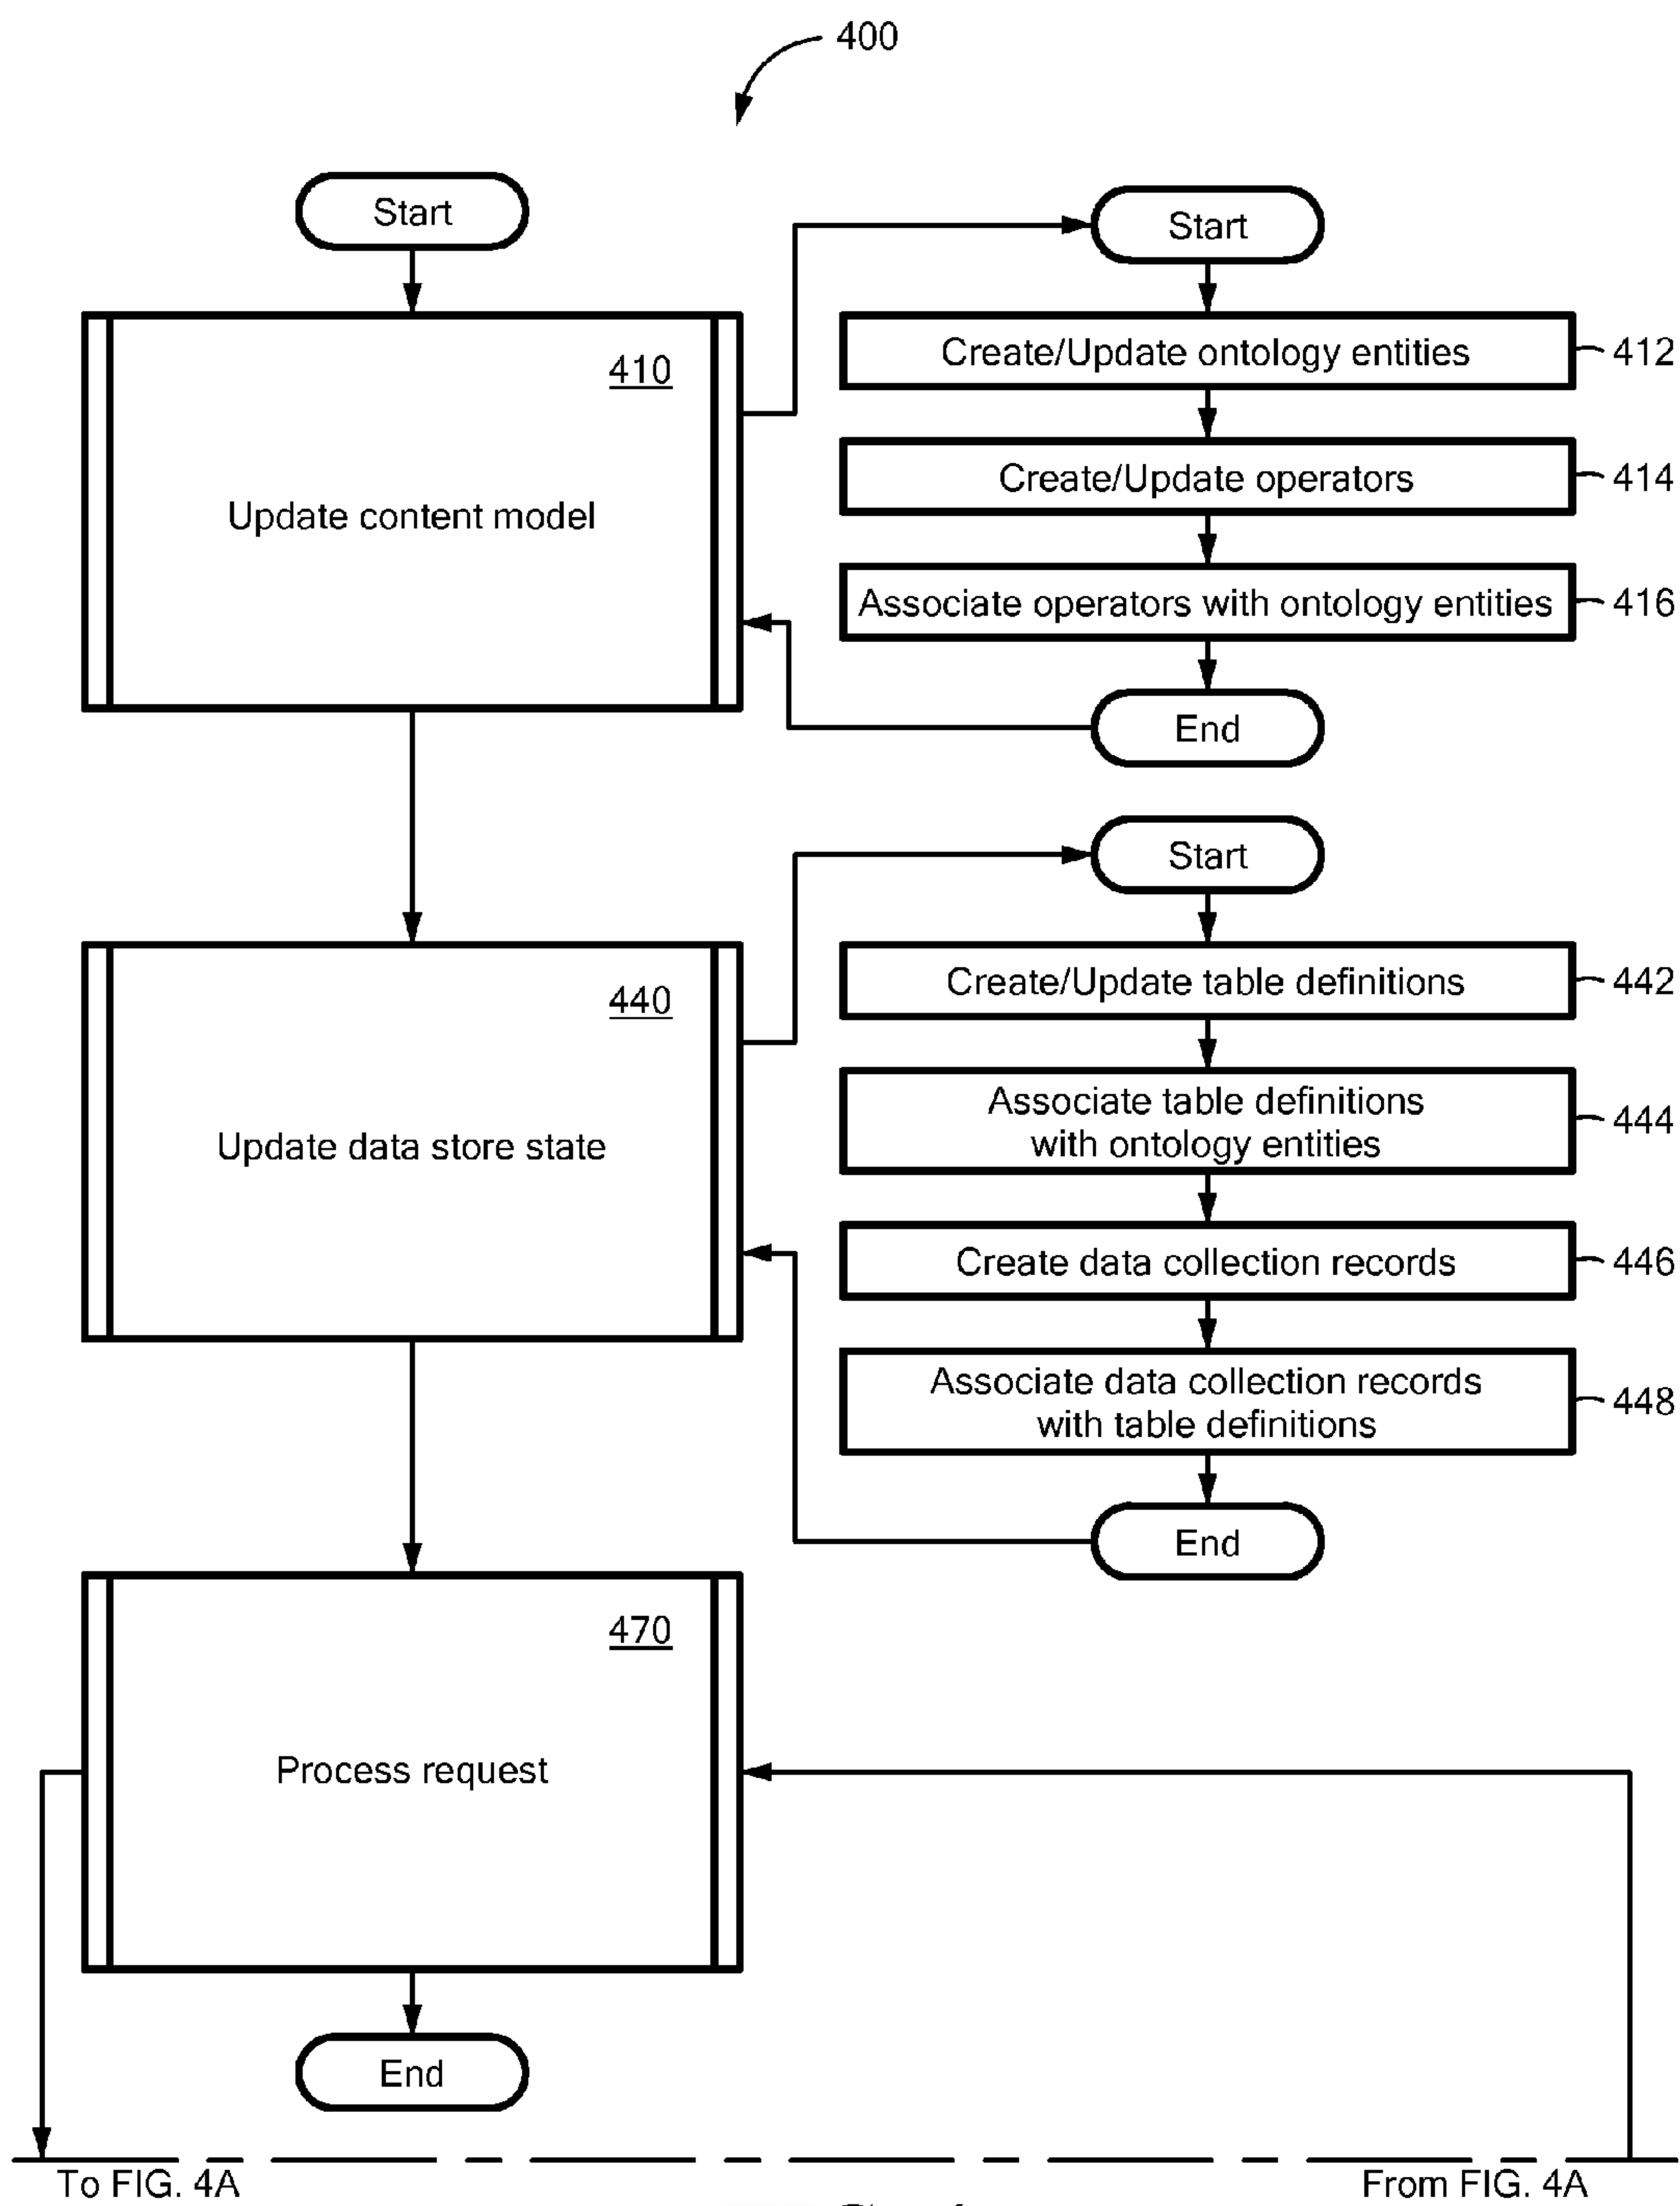 400
Start
410
Update content model
Start
Create/Update ontology entities
412
Create/Update operators
414
Associate operators with ontology entities
416
End
440
Update data store state
Start
Create/Update table definitions
442
Associate table definitions
with ontology entities
444
Create data collection records
446
Associate data collection records
with table definitions
448
End
470
Process request
End
To FIG. 4A
From FIG. 4A